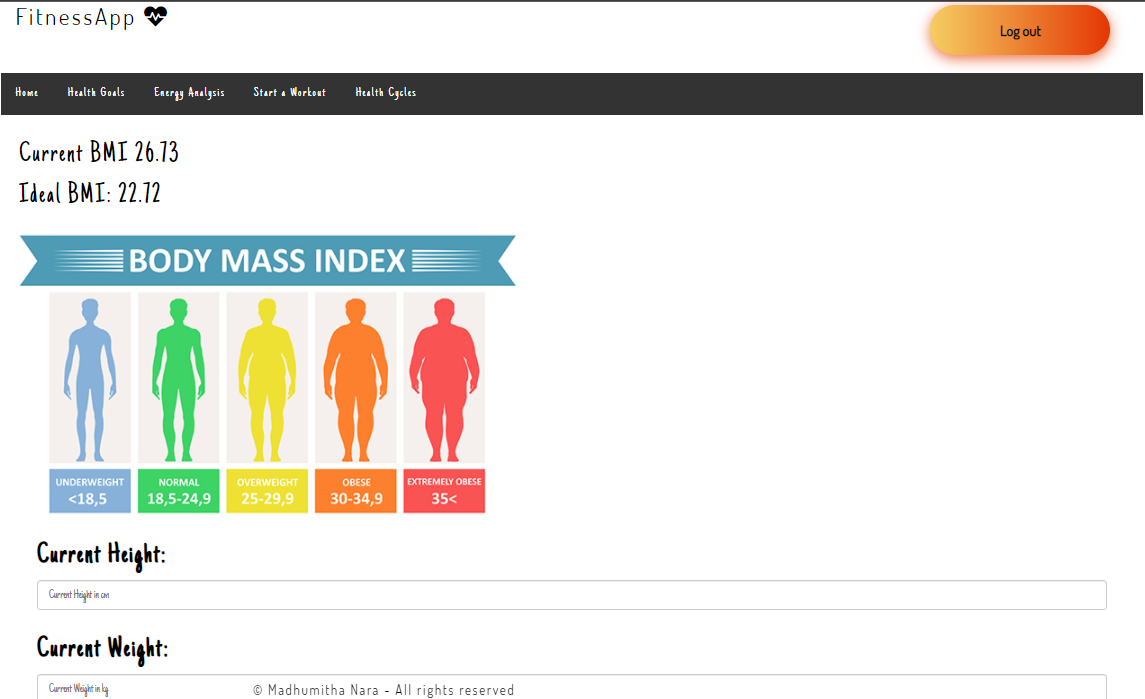 FitnessApp
Log out
Home Health Goals Energy Analysis Start a Workout Health Cycles
Current BMI 26.73
Ideal BMI: 22.72
BODY MASS INDEX
UNDERWEIGHT NORMAL OVERWEIGHT OBESE EXTREMELY OBESE
<18,5 18,5-24,9 25-29,9 30-34,9 35<
Current Height:
Current Height in cm
Current Weight:
Current Weight in kg
© Madhumitha Nara - All rights reserved